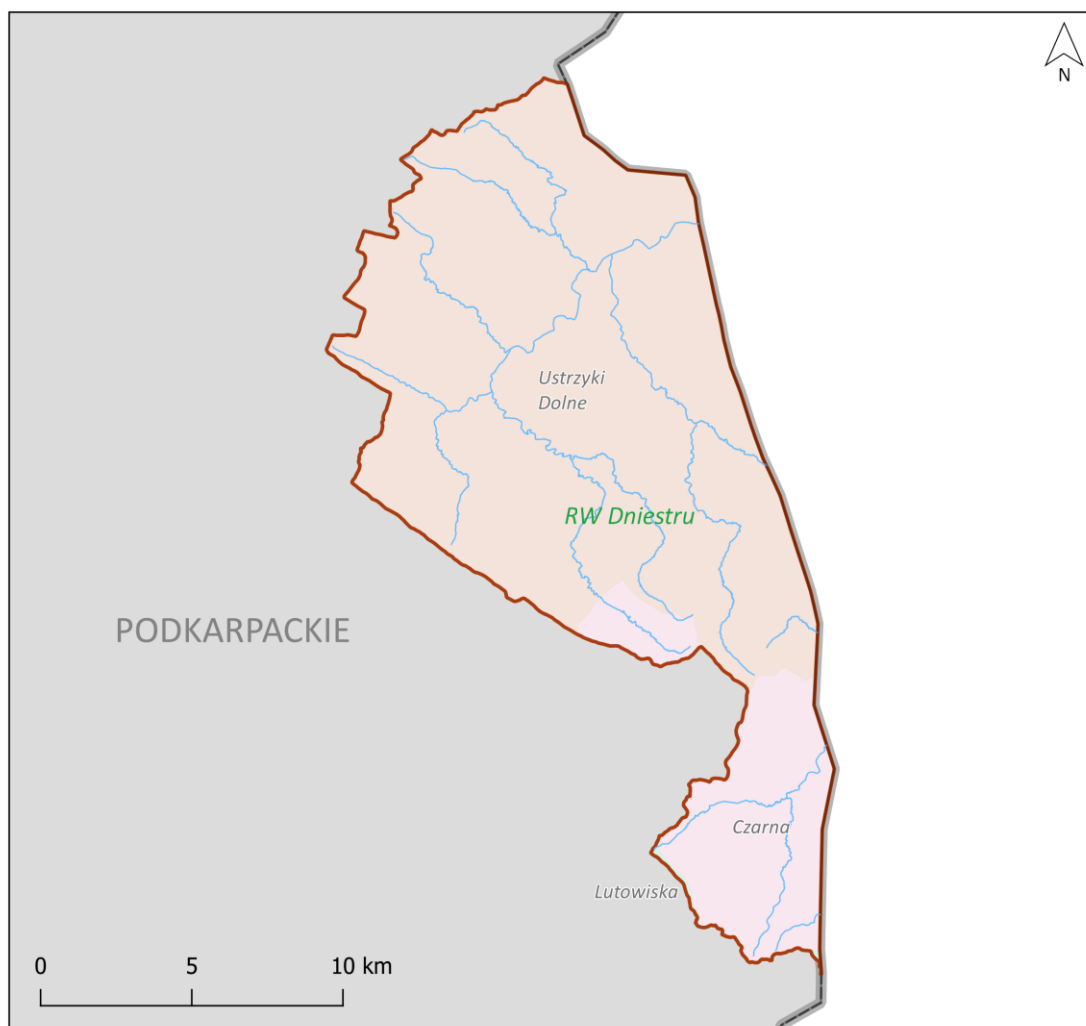 N
Ustrzyki
Dolne
RW Dniestru
PODKARPACKIE
Czarna
Lutowiska
0 5 10 km